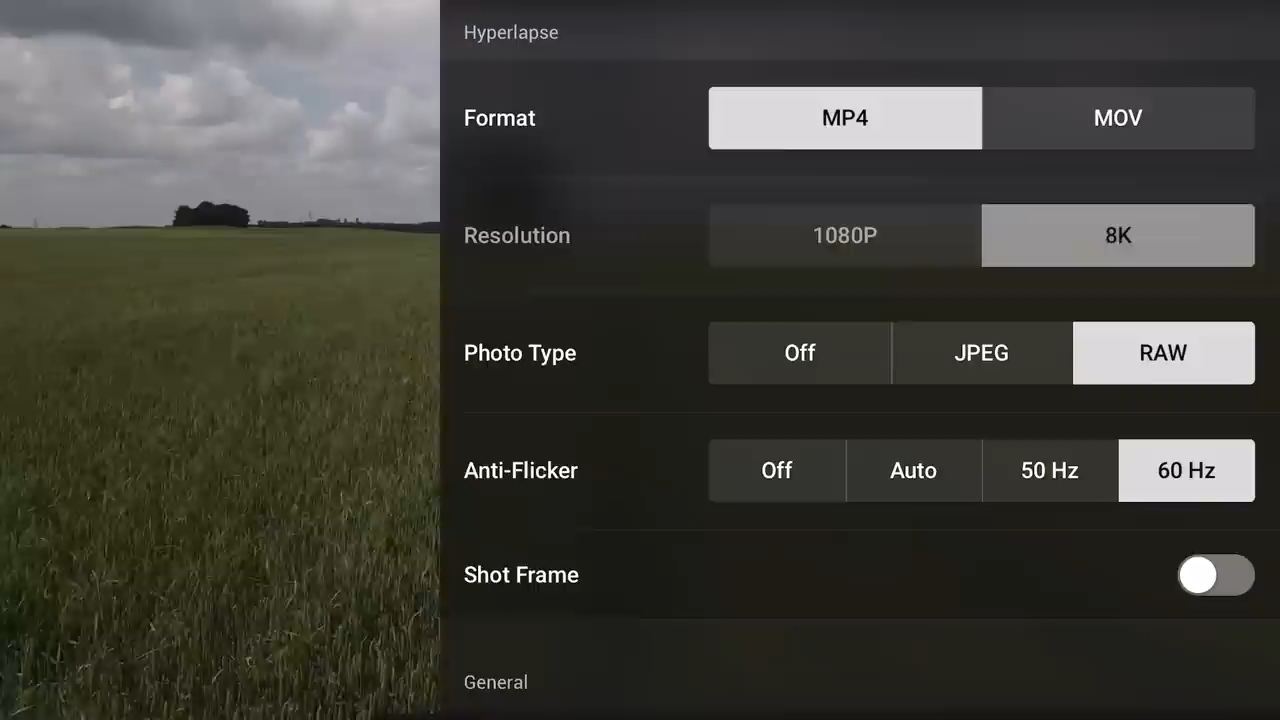 Hyperlapse
Format MP4 MOV
Resolution 1080P 8K
Photo Type Off JPEG RAW
Anti-Flicker Off Auto 50 Hz 60 Hz
Shot Frame
General